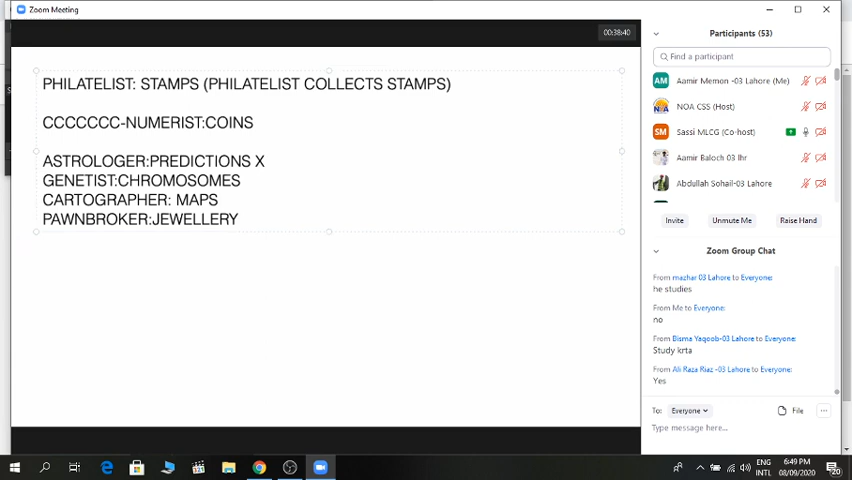 Zoom Meeting
00:38:40
PHILATELIST: STAMPS (PHILATELIST COLLECTS STAMPS)
CCCCCCC-NUMERIST:COINS
ASTROLOGER:PREDICTIONS X
GENETIST:CHROMOSOMES
CARTOGRAPHER: MAPS
PAWNBROKER:JEWELLERY
Participants (53)
Find a participant
AM Aamir Memon -03 Lahore (Me)
NOA CSS (Host)
SM Sassi MLCG (Co-host)
Aamir Baloch 03 lhr
Abdullah Sohail-03 Lahore
Invite
Unmute Me
Raise Hand
Zoom Group Chat
From mazhar 03 Lahore to Everyone:
he studies
From Me to Everyone:
no
From Bisma Yaqoob-03 Lahore to Everyone:
Study krta
From Ali Raza Riaz -03 Lahore to Everyone:
Yes
To: Everyone
File
Type message here...
ENG
INTL
6:49 PM
08/09/2020
20